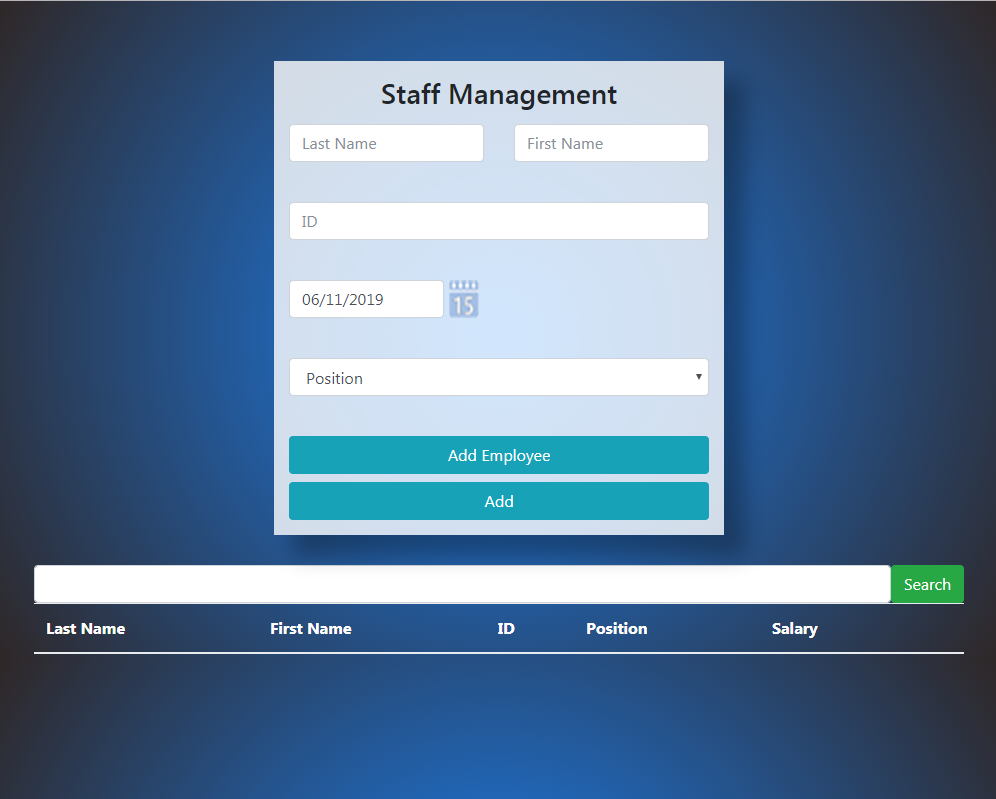 Staff Management
Last Name First Name
ID
06/11/2019 15
Position
Add Employee
Add
Search
Last Name First Name ID Position Salary